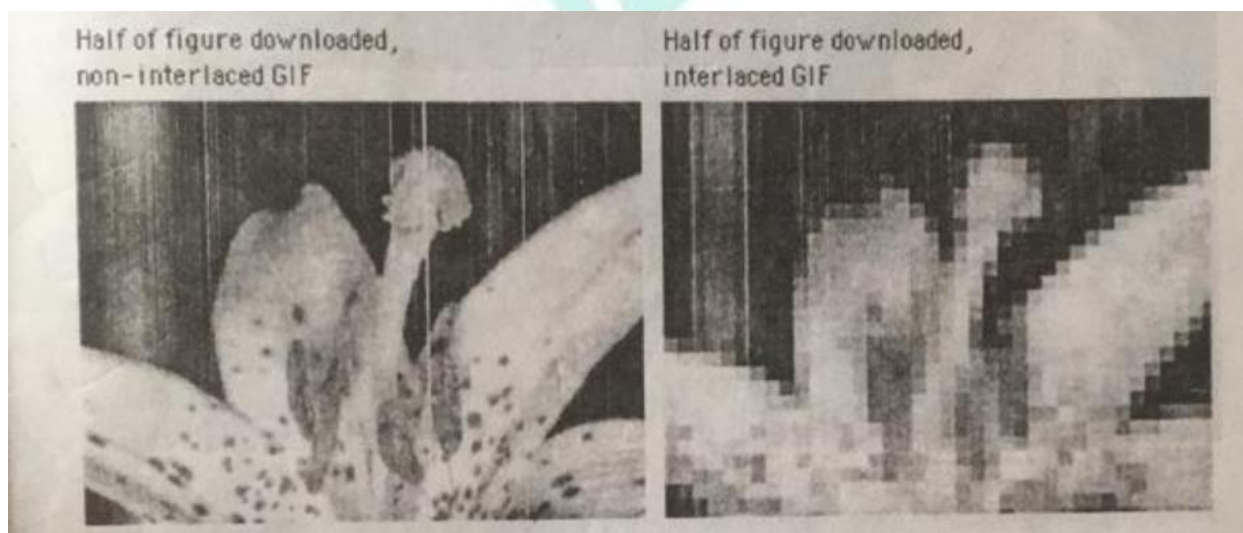 Half of figure downloaded,
non-interlaced GIF
Half of figure downloaded,
interlaced GIF